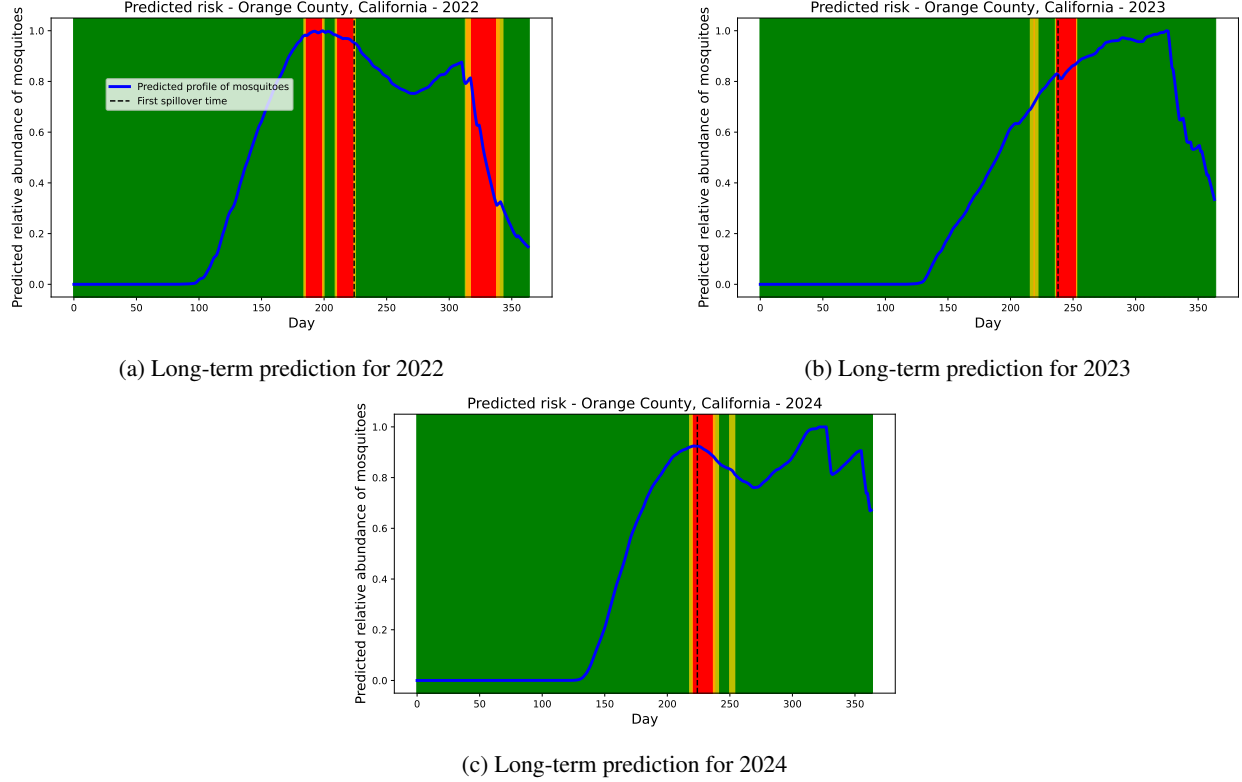 Predicted risk - Orange County, California - 2022
Predicted relative abundance of mosquitoes
1.0
0.8
0.6
0.4
0.2
0.0
Predicted profile of mosquitoes
First spillover time
0 50 100 150 200 250 300 350
Day
(a) Long-term prediction for 2022
Predicted risk - Orange County, California - 2023
Predicted relative abundance of mosquitoes
1.0
0.8
0.6
0.4
0.2
0.0
0 50 100 150 200 250 300 350
Day
(b) Long-term prediction for 2023
Predicted risk - Orange County, California - 2024
Predicted relative abundance of mosquitoes
1.0
0.8
0.6
0.4
0.2
0.0
0 50 100 150 200 250 300 350
Day
(c) Long-term prediction for 2024